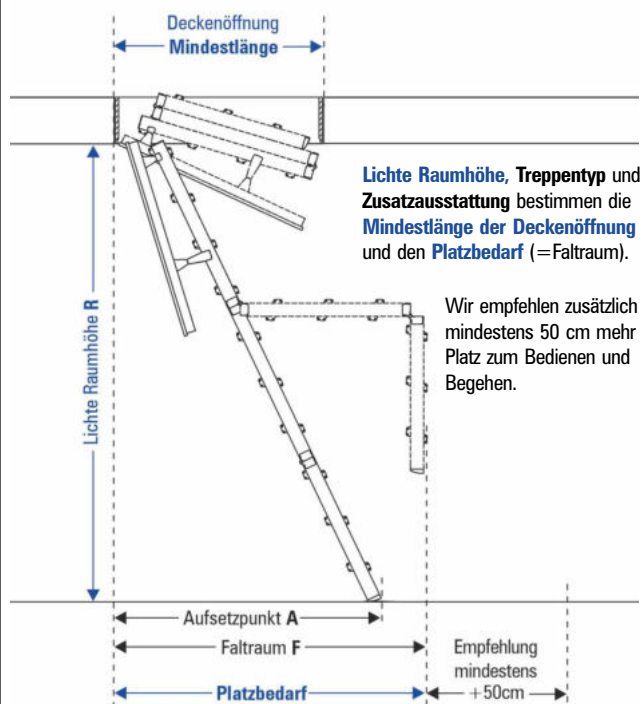 Deckenöffnung
Mindestlänge
Lichte Raumhöhe, Treppentyp und
Zusatzausstattung bestimmen die
Mindestlänge der Deckenöffnung
und den Platzbedarf (=Faltraum).
Wir empfehlen zusätzlich
mindestens 50 cm mehr
Platz zum Bedienen und
Begehen.
Lichte Raumhöhe R
Aufsetzpunkt A
Faltraum F
Empfehlung
mindestens
+50cm
Platzbedarf